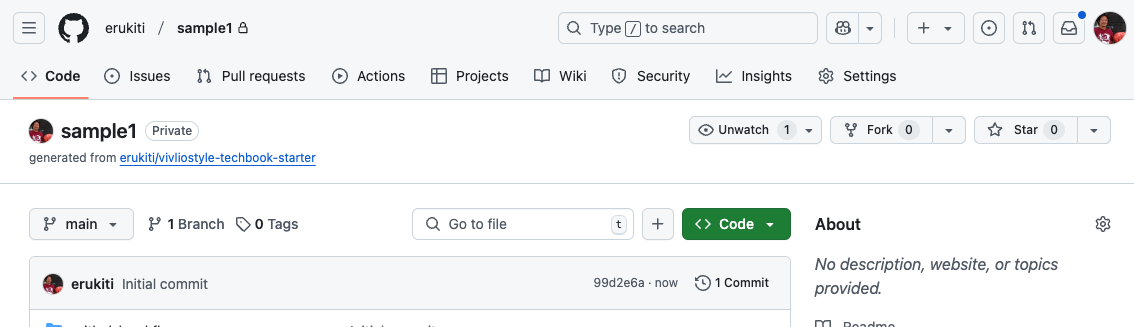 erukiti / sample1 Type / to search
Code Issues Pull requests Actions Projects Wiki Security Insights Settings
sample1 Private Unwatch 1 Fork 0 Star 0
generated from erukiti/vivliostyle-techbook-starter
main 1 Branch 0 Tags Go to file t Code About
No description, website, or topics
provided.
erukiti Initial commit 99d2e6a · now 1 Commit
Readme